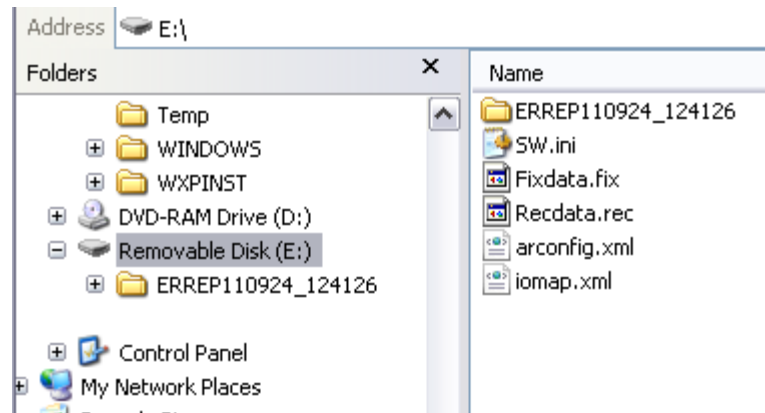 Address E:\
Folders
Temp
WINDOWS
WXPINST
DVD-RAM Drive (D:)
Removable Disk (E:)
ERREP110924_124126
Control Panel
My Network Places
Name
ERREP110924_124126
SW.ini
Fixdata.fix
Recdata.rec
arconfig.xml
iomap.xml